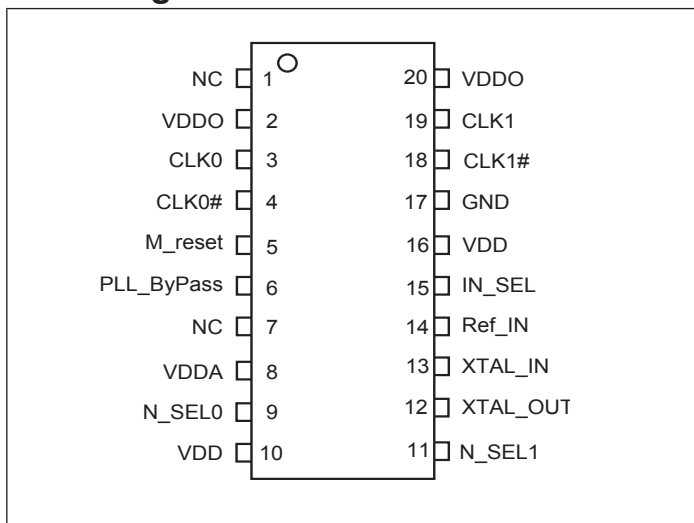 NC 1 20 VDDO
VDDO 2 19 CLK1
CLK0 3 18 CLK1#
CLK0# 4 17 GND
M_reset 5 16 VDD
PLL_ByPass 6 15 IN_SEL
NC 7 14 Ref_IN
VDDA 8 13 XTAL_IN
N_SEL0 9 12 XTAL_OUT
VDD 10 11 N_SEL1